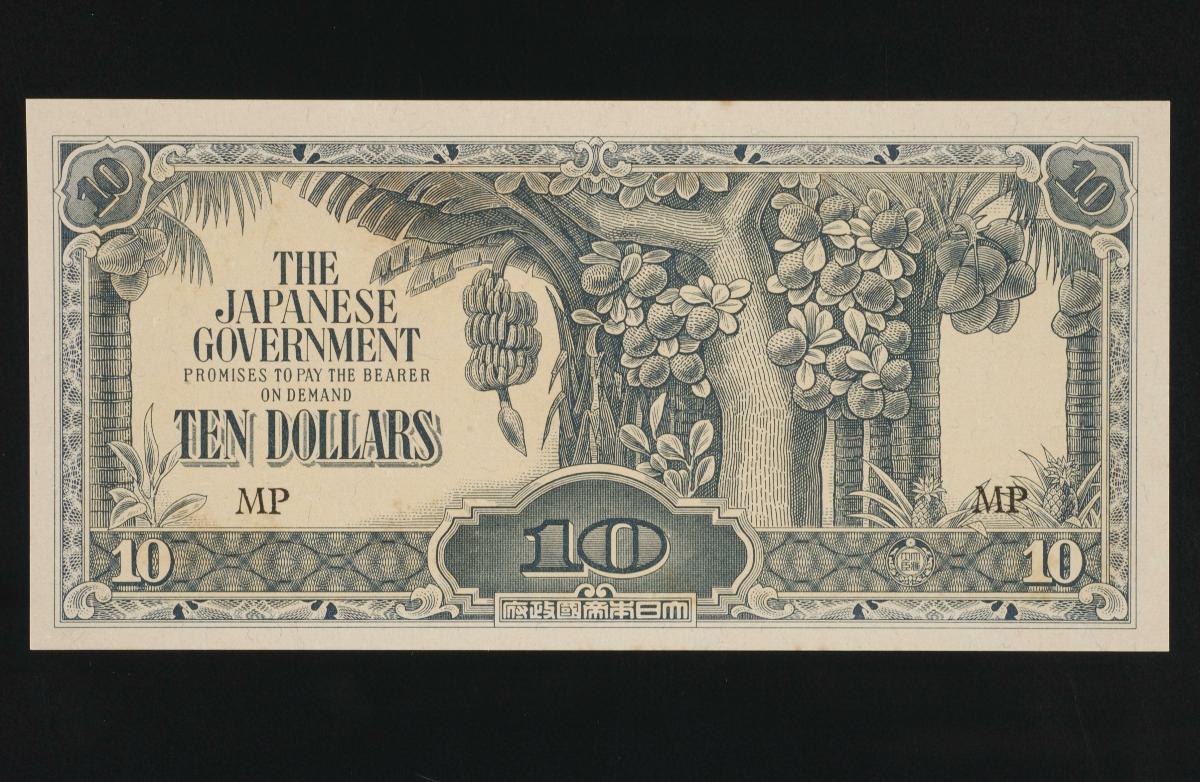 10
10
THE
JAPANESE
GOVERNMENT
PROMISES TO PAY THE BEARER
ON DEMAND
TEN DOLLARS
MP
MP
10
10
10
大日本帝國政府